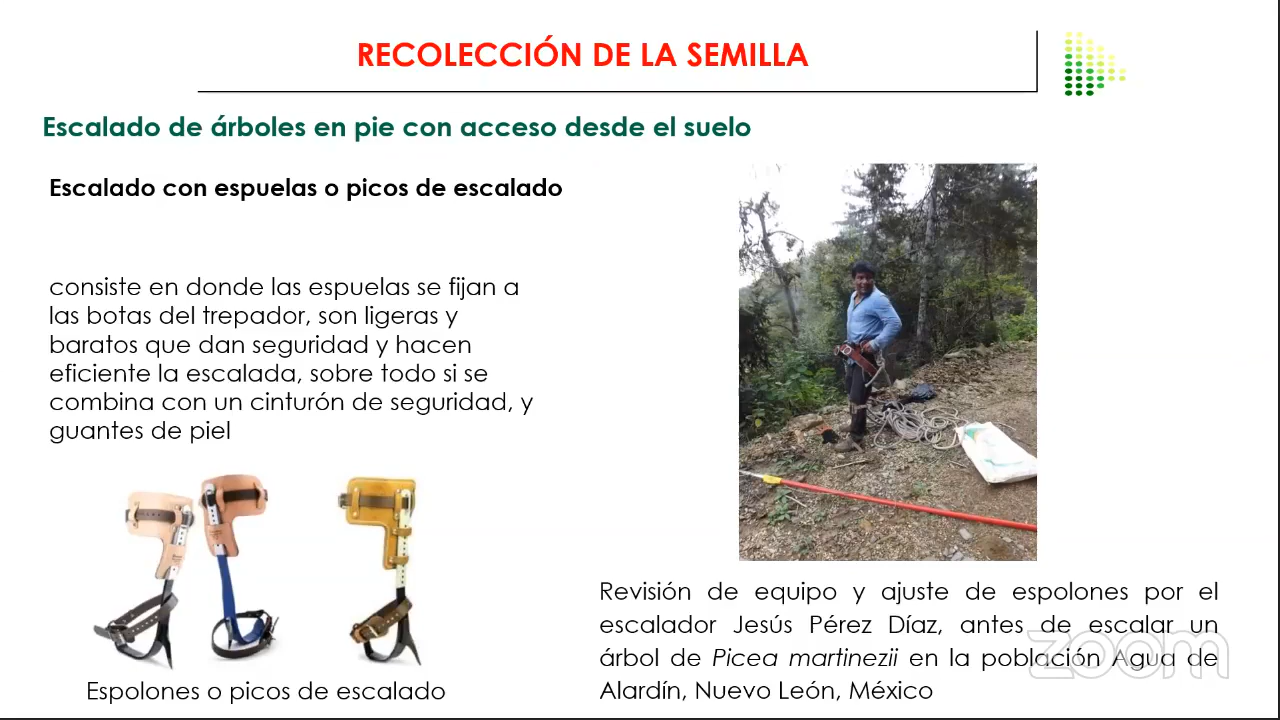 RECOLECCIÓN DE LA SEMILLA
Escalado de árboles en pie con acceso desde el suelo
Escalado con espuelas o picos de escalado
consiste en donde las espuelas se fijan a
las botas del trepador, son ligeras y
baratos que dan seguridad y hacen
eficiente la escalada, sobre todo si se
combina con un cinturón de seguridad, y
guantes de piel
Espolones o picos de escalado
Revisión de equipo y ajuste de espolones por el
escalador Jesús Pérez Díaz, antes de escalar un
árbol de Picea martinezii en la población Agua de
Alardín, Nuevo León, México
zoom